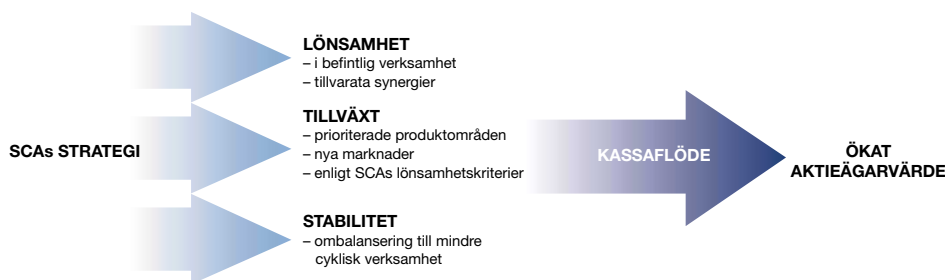 SCAs STRATEGI
LÖNSAMHET
– i befintlig verksamhet
– tillvarata synergier
TILLVÄXT
– prioriterade produktområden
– nya marknader
– enligt SCAs lönsamhetskriterier
STABILITET
– ombalansering till mindre
cyklisk verksamhet
KASSAFLÖDE
ÖKAT
AKTIEÄGARVÄRDE